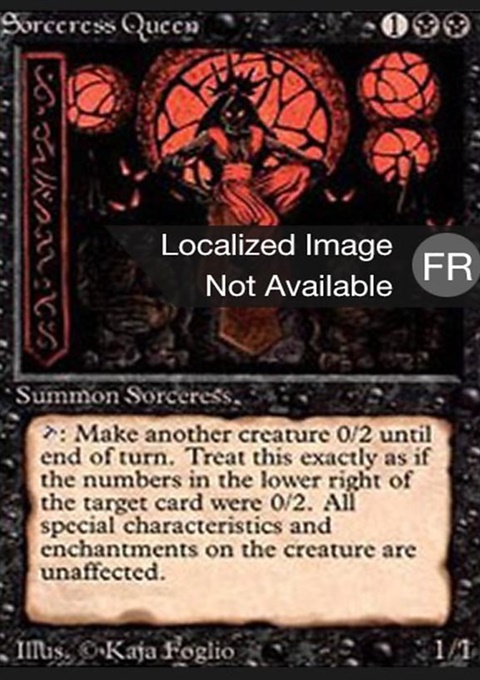 Sorceress Queen
1
Localized Image
Not Available
FR
Summon Sorceress
: Make another creature 0/2 until
end of turn. Treat this exactly as if
the numbers in the lower right of
the target card were 0/2. All
special characteristics and
enchantments on the creature are
unaffected.
Illus. © Kaja Foglio
1/1